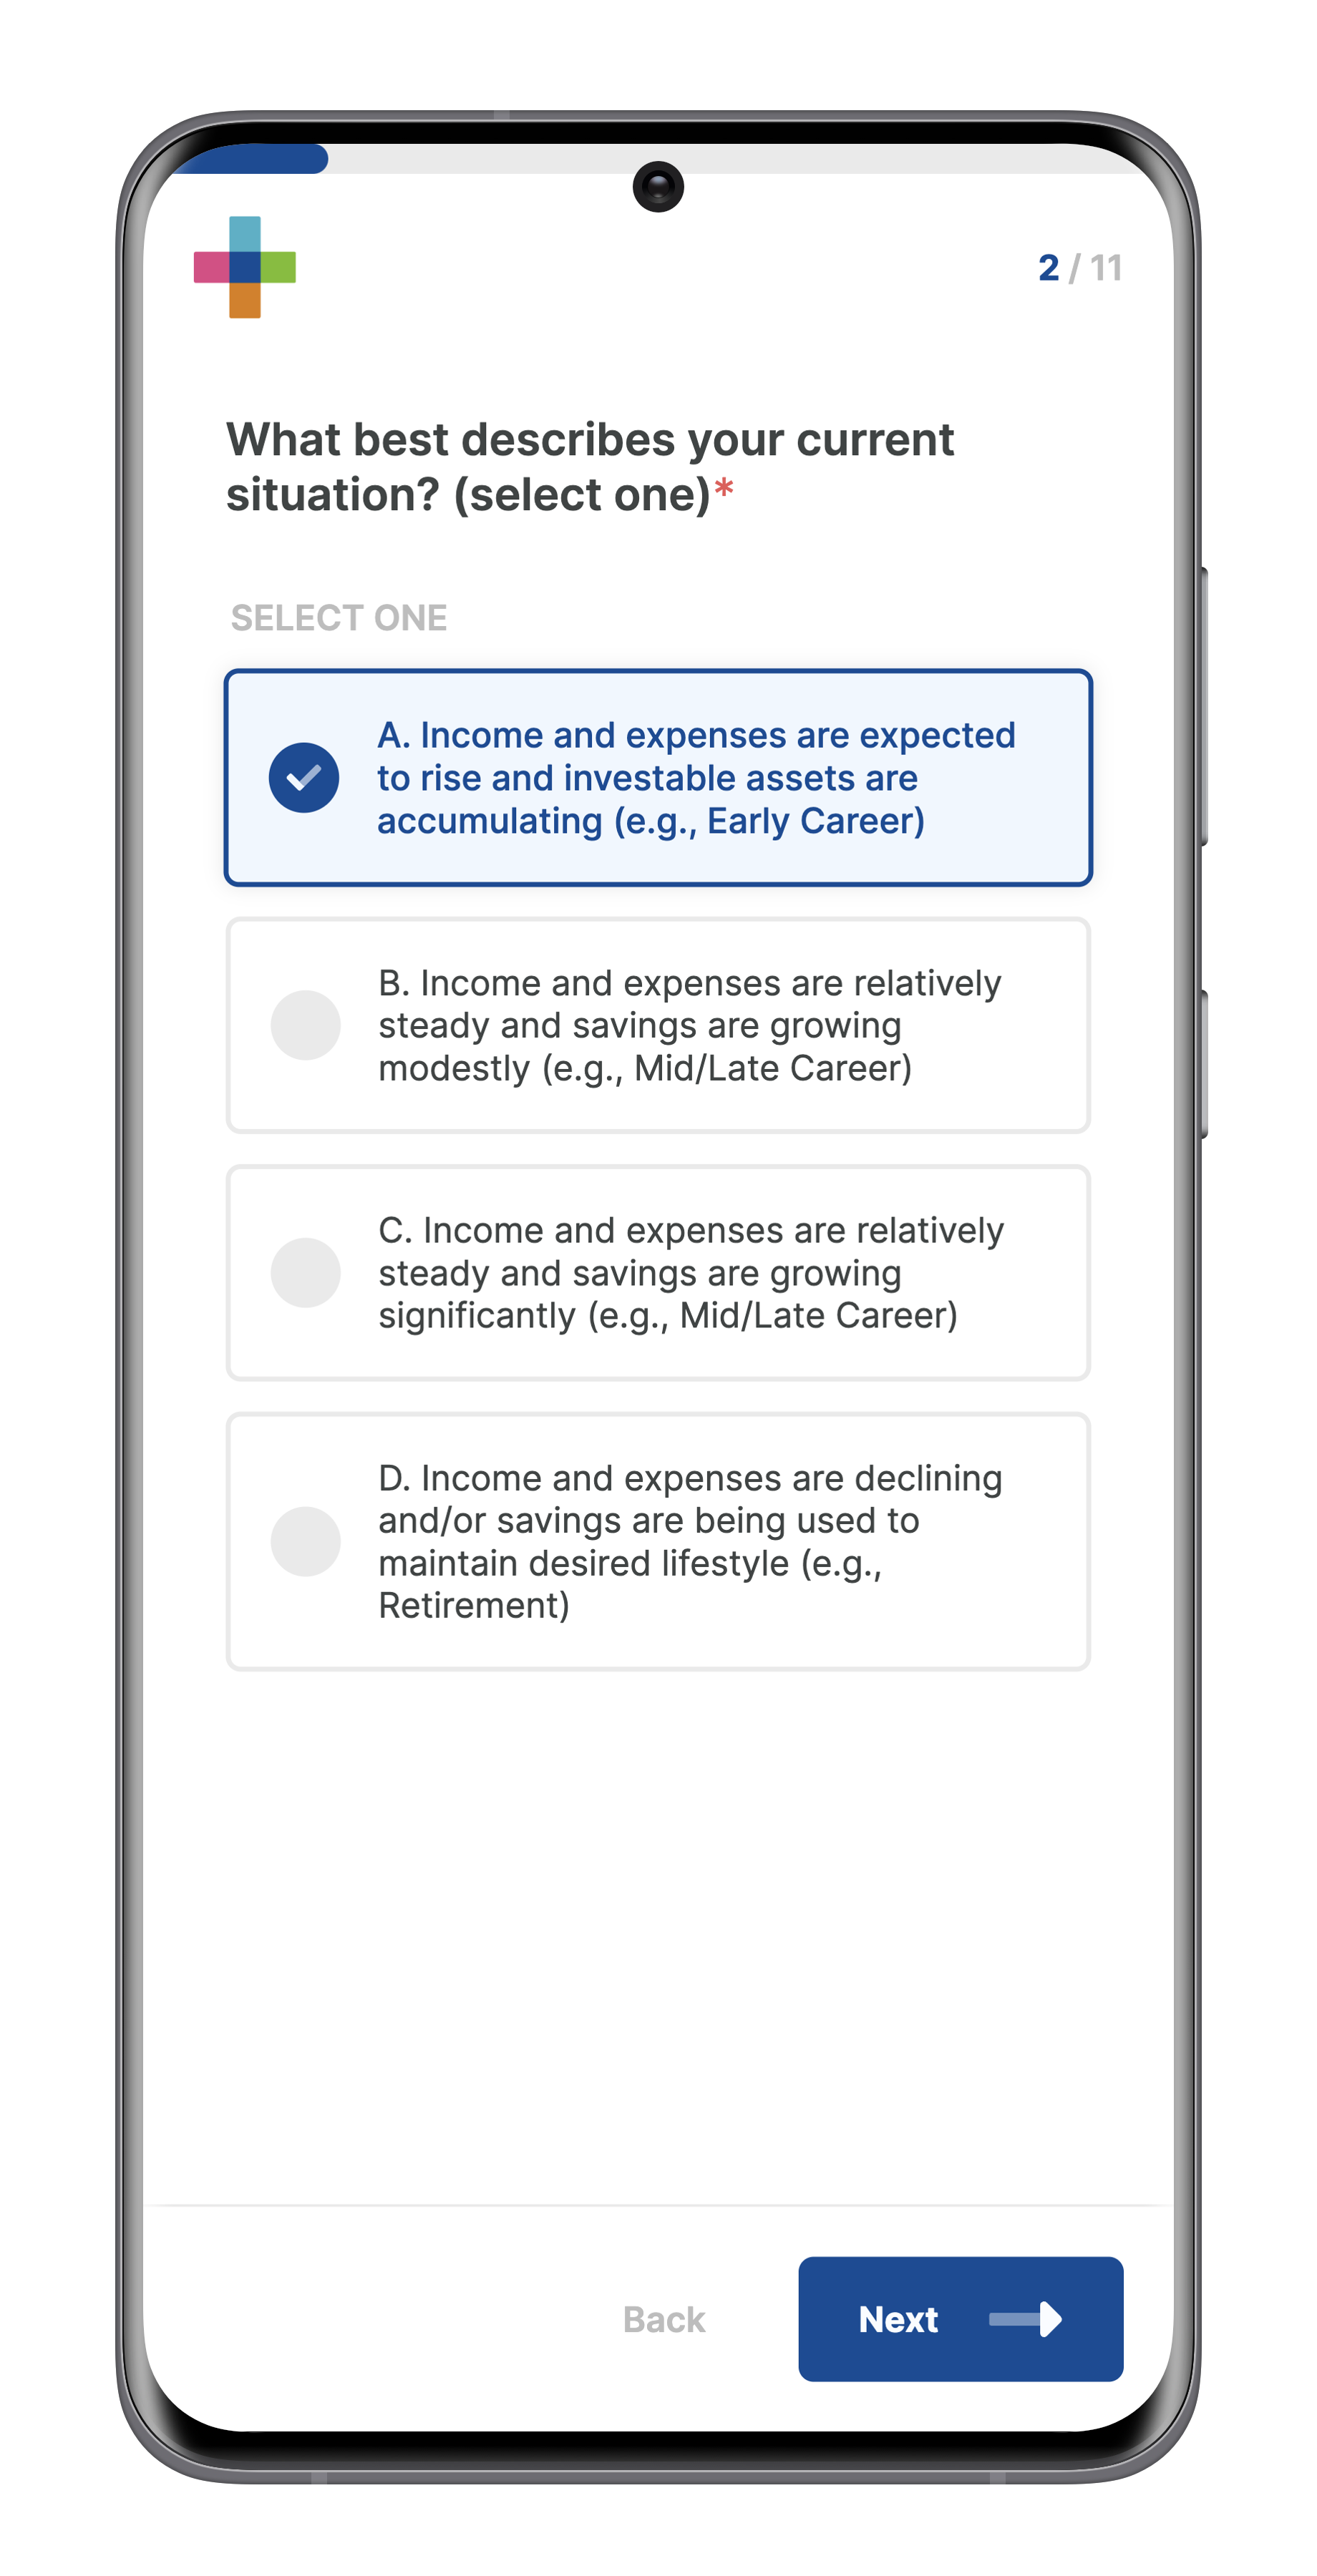 2 / 11
What best describes your current
situation? (select one)*
SELECT ONE
A. Income and expenses are expected
to rise and investable assets are
accumulating (e.g., Early Career)
B. Income and expenses are relatively
steady and savings are growing
modestly (e.g., Mid/Late Career)
C. Income and expenses are relatively
steady and savings are growing
significantly (e.g., Mid/Late Career)
D. Income and expenses are declining
and/or savings are being used to
maintain desired lifestyle (e.g.,
Retirement)
Back
Next